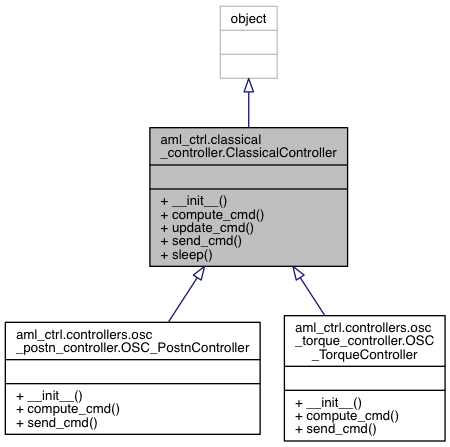 object
aml_ctrl.classical
_controller.ClassicalController
+ __init__()
+ compute_cmd()
+ update_cmd()
+ send_cmd()
+ sleep()
aml_ctrl.controllers.osc
_postn_controller.OSC_PostnController
+ __init__()
+ compute_cmd()
+ send_cmd()
aml_ctrl.controllers.osc
_torque_controller.OSC
_TorqueController
+ __init__()
+ compute_cmd()
+ send_cmd()